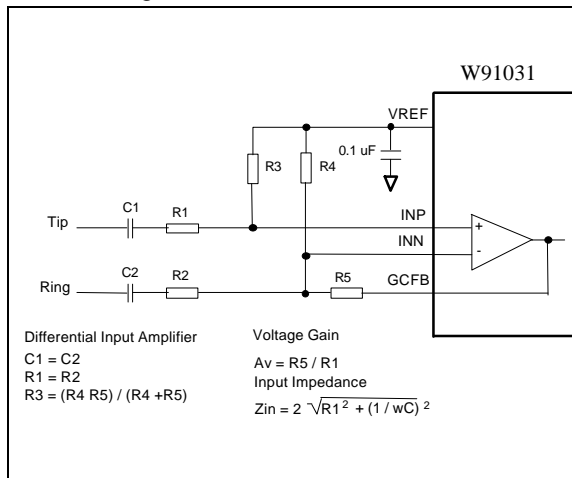 W91031
VREF
R3
R4
0.1 uF
C1
R1
Tip
INP
INN
C2
R2
R5
GCFB
Ring
+
-
Differential Input Amplifier
C1 = C2
R1 = R2
R3 = (R4 R5) / (R4 +R5)
Voltage Gain
Av = R5 / R1
Input Impedance
Zin = 2 √R1² + (1 / wC) ²